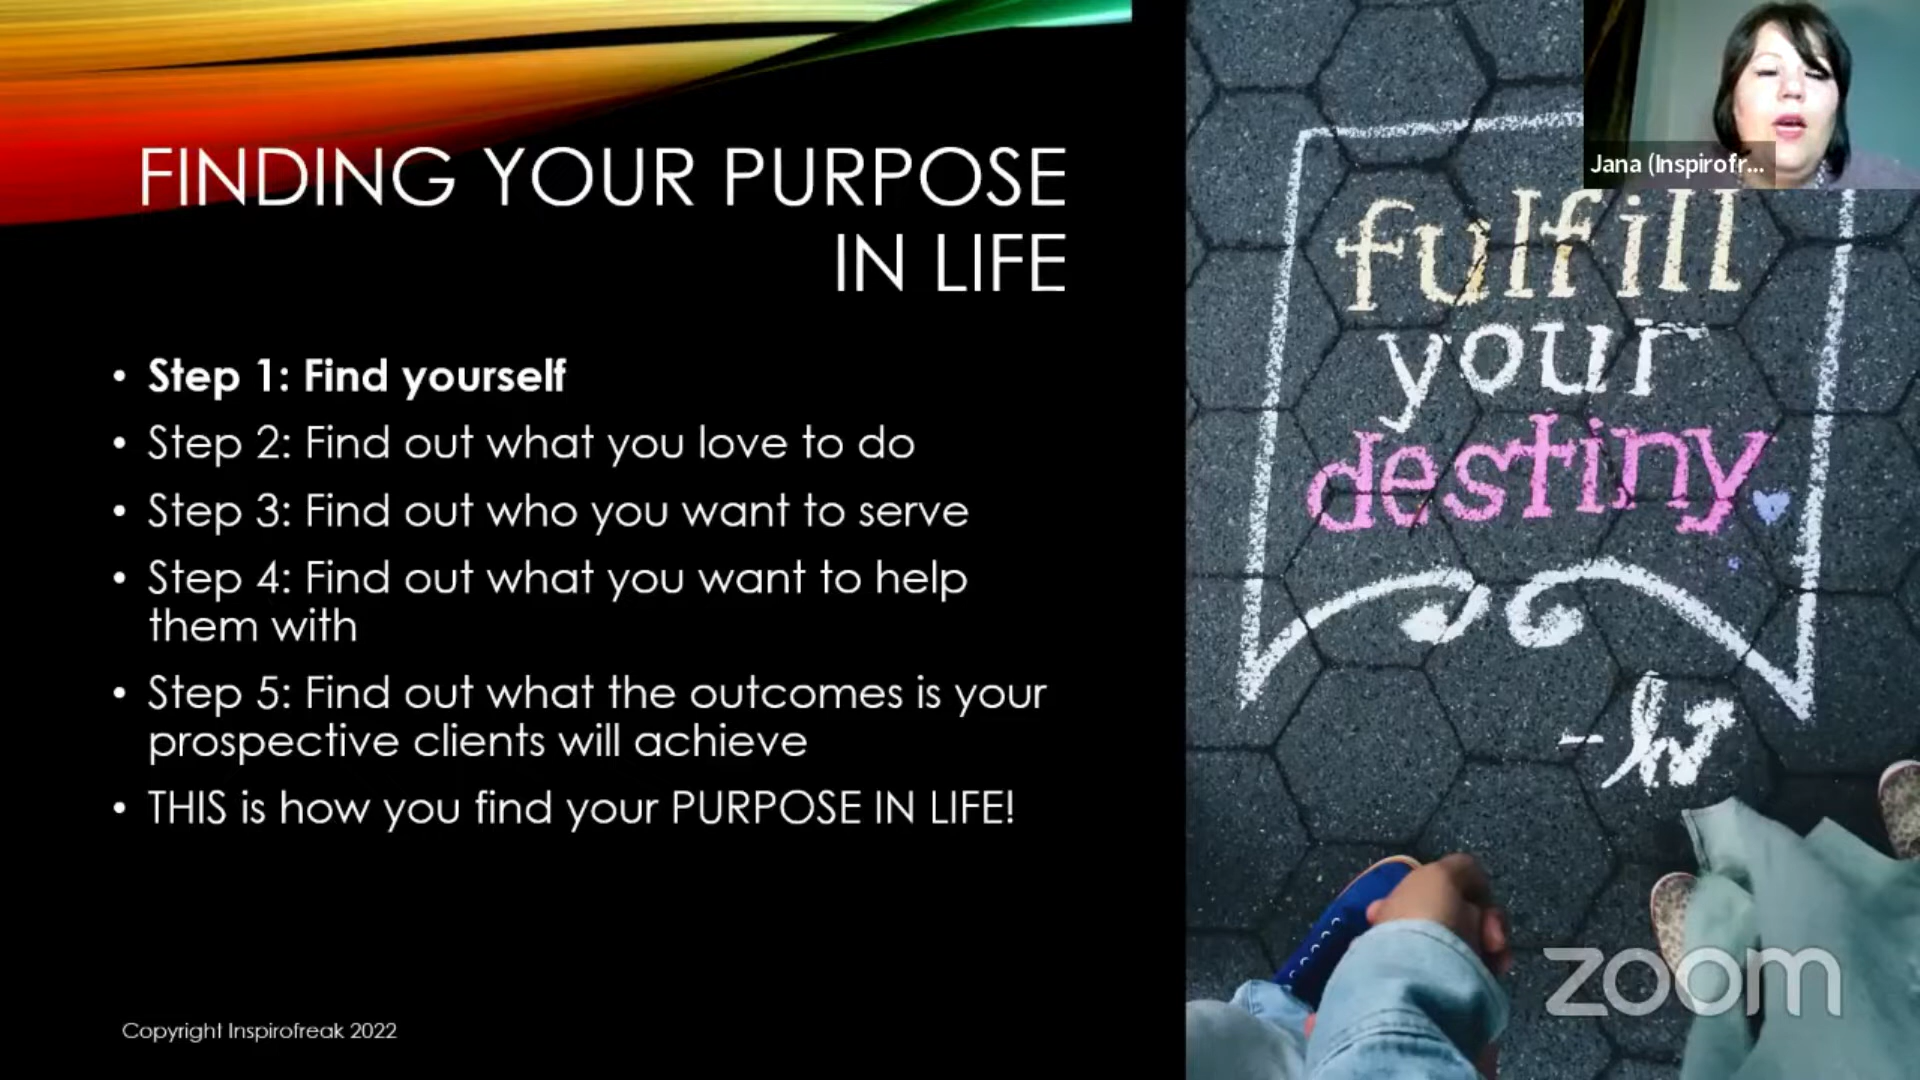 FINDING YOUR PURPOSE
IN LIFE
• Step 1: Find yourself
• Step 2: Find out what you love to do
• Step 3: Find out who you want to serve
• Step 4: Find out what you want to help
them with
• Step 5: Find out what the outcomes is your
prospective clients will achieve
• THIS is how you find your PURPOSE IN LIFE!
Copyright Inspirofreak 2022
Jana (Inspirofr...
fulfill
your
destiny
zoom